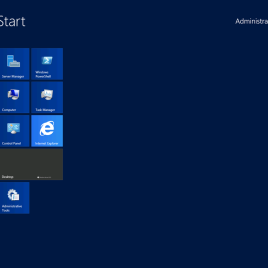 Start
Administra
Server Manager
Windows
PowerShell
Computer
Task Manager
Control Panel
Internet Explorer
Desktop
Administrative
Tools